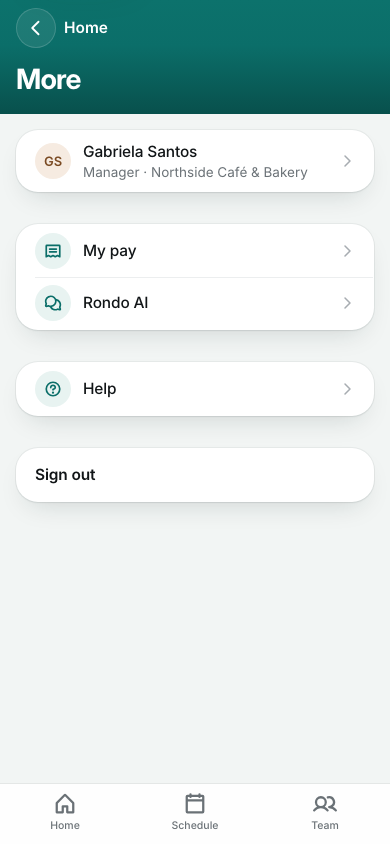 Home
More
GS
Gabriela Santos
Manager · Northside Café & Bakery
My pay
Rondo AI
Help
Sign out
Home
Schedule
Team